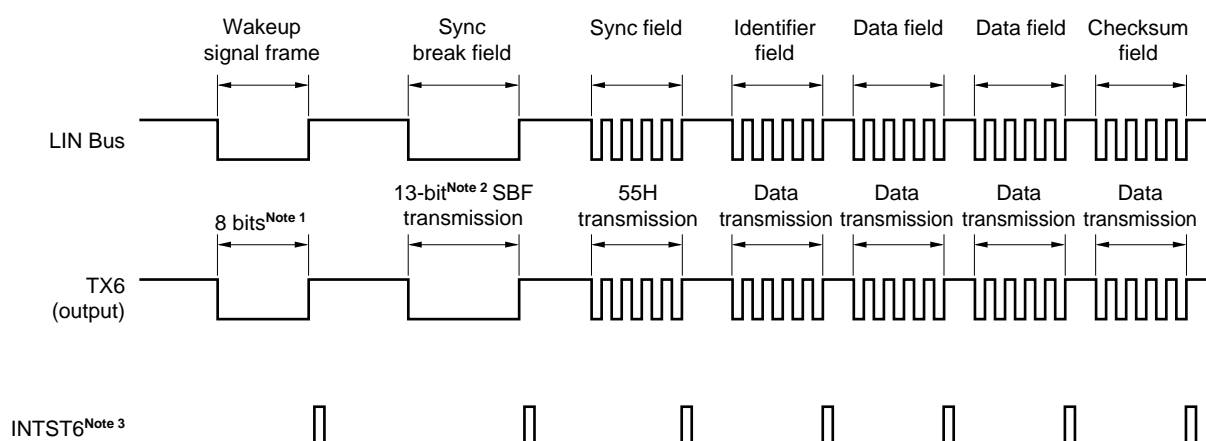 Wakeup
signal frame
Sync
break field
Sync field
Identifier
field
Data field
Data field
Checksum
field
LIN Bus
8 bitsNote 1
13-bitNote 2 SBF
transmission
55H
transmission
Data
transmission
Data
transmission
Data
transmission
Data
transmission
TX6
(output)
INTST6Note 3